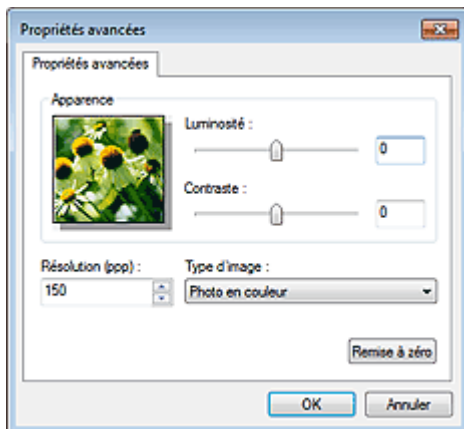 Propriétés avancées
Propriétés avancées
Apparence
Luminosité :
0
Contraste :
0
Résolution (ppp) :
Type d'image :
150
Photo en couleur
Remise à zéro
OK
Annuler